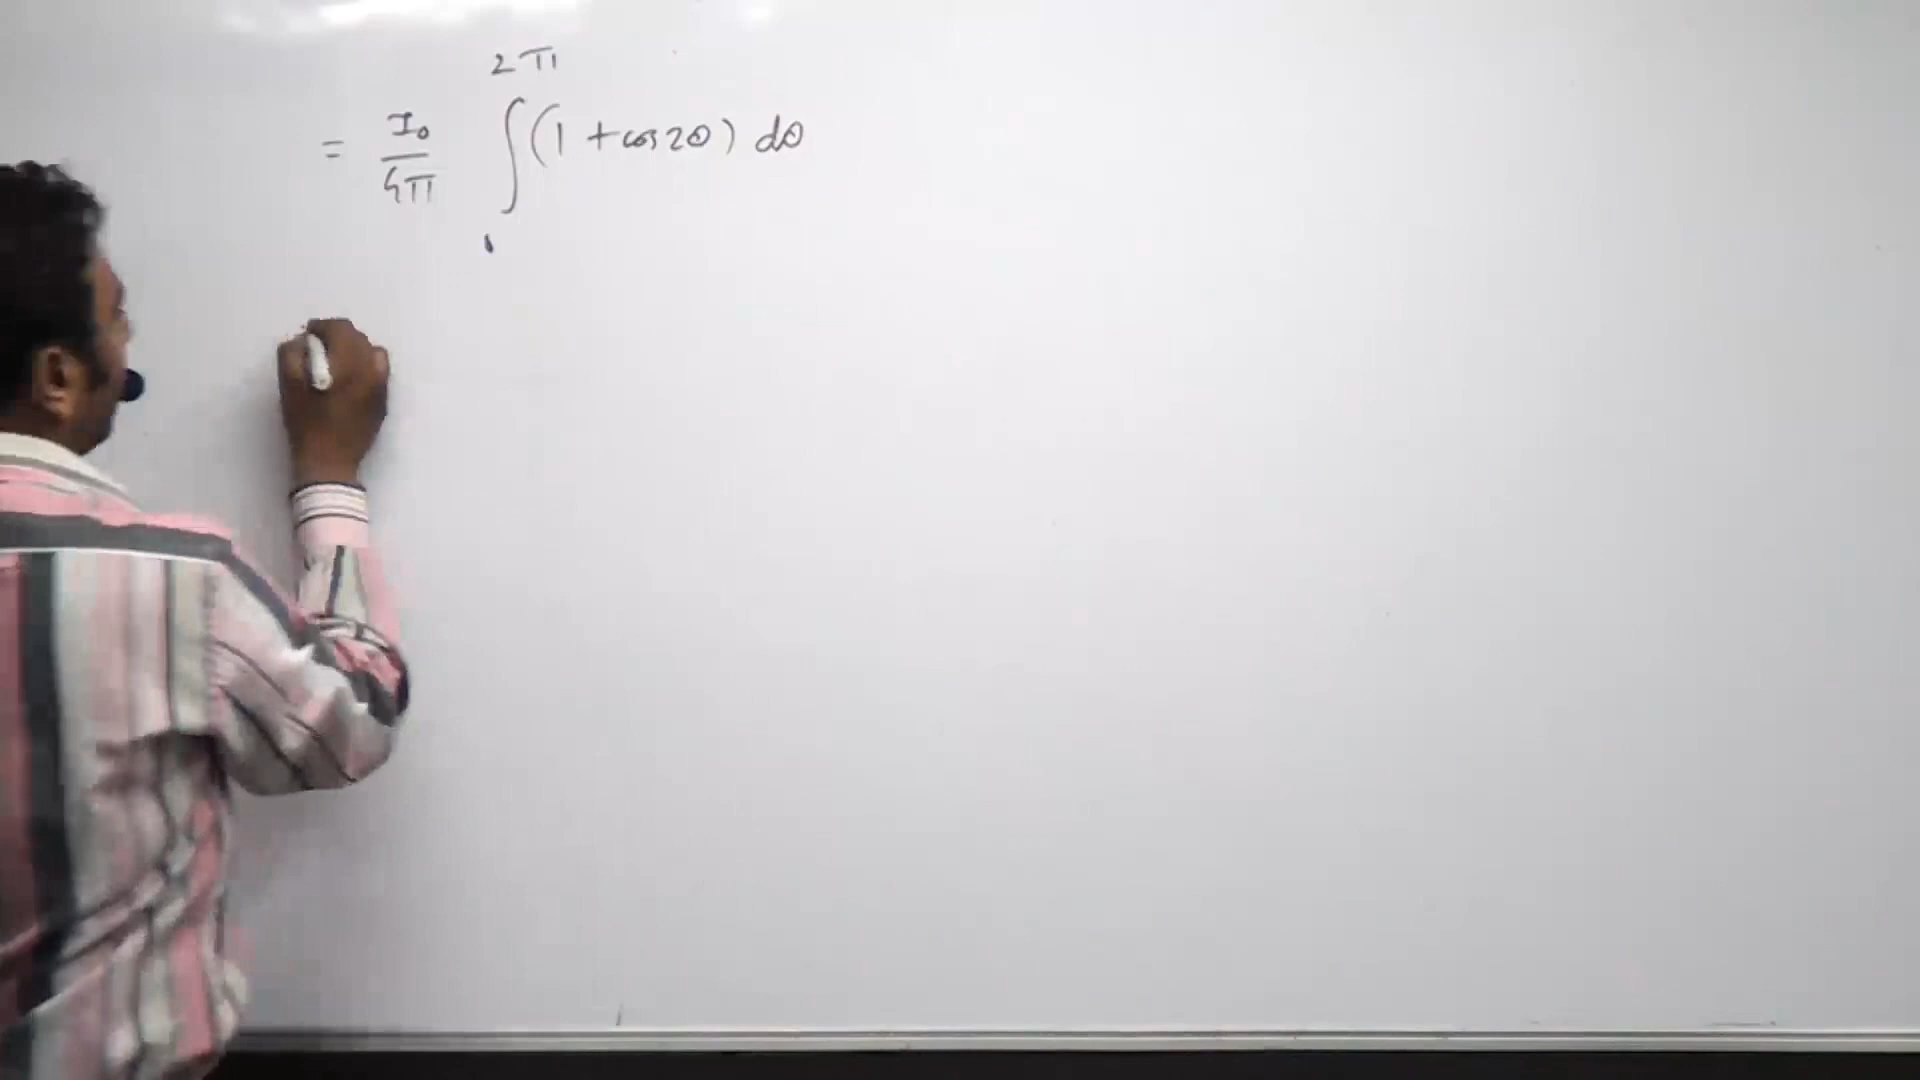 = I₀/4π ∫₀^2π (1 + cos2θ) dθ